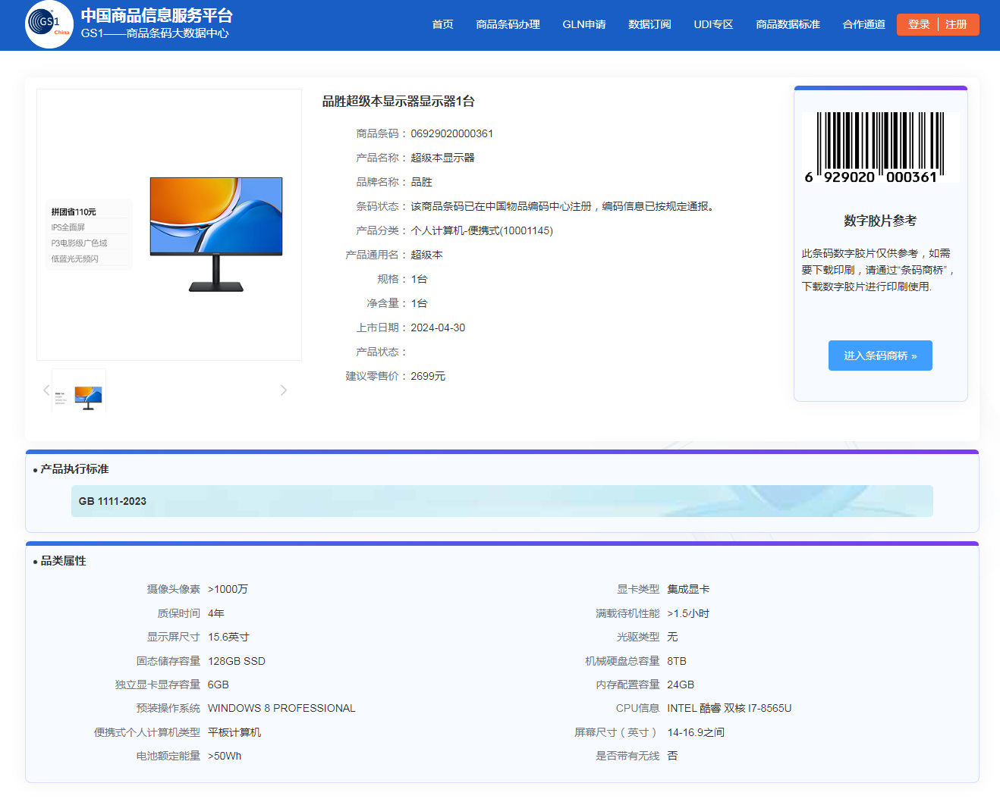 GS1 China
中国商品信息服务平台
GS1——商品条码大数据中心
首页 商品条码办理 GLN申请 数据订阅 UDI专区 商品数据标准 合作通道 登录 注册
拼团省110元
IPS全面屏
P3电影级广色域
低蓝光无频闪
品胜超级本显示器显示器1台
商品条码： 06929020000361
产品名称： 超级本显示器
品牌名称： 品胜
条码状态： 该商品条码已在中国物品编码中心注册，编码信息已按规定通报。
产品分类： 个人计算机-便携式(10001145)
产品通用名： 超级本
规格： 1台
净含量： 1台
上市日期： 2024-04-30
产品状态：
建议零售价： 2699元
6 929020 000361
数字胶片参考
此条码数字胶片仅供参考，如需
要下载印刷，请通过“条码商桥”，
下载数字胶片进行印刷使用.
进入条码商桥 »
• 产品执行标准
GB 1111-2023
• 品类属性
摄像头像素 >1000万 显卡类型 集成显卡
质保时间 4年 满载待机性能 >1.5小时
显示屏尺寸 15.6英寸 光驱类型 无
固态储存容量 128GB SSD 机械硬盘总容量 8TB
独立显卡显存容量 6GB 内存配置容量 24GB
预装操作系统 WINDOWS 8 PROFESSIONAL CPU信息 INTEL 酷睿 双核 I7-8565U
便携式个人计算机类型 平板计算机 屏幕尺寸（英寸） 14-16.9之间
电池额定能量 >50Wh 是否带有无线 否